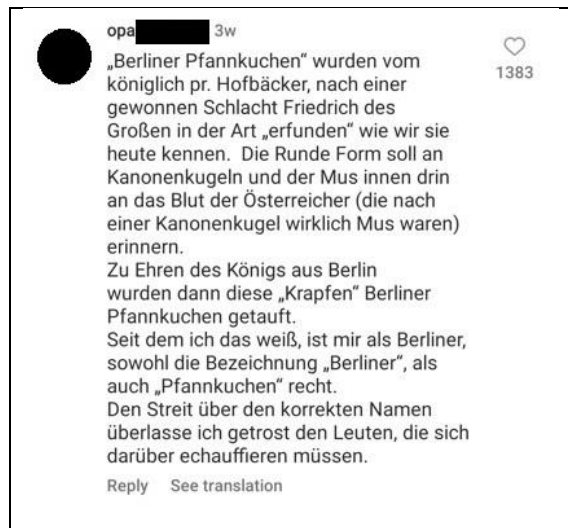 opa 3w
„Berliner Pfannkuchen“ wurden vom
königlich pr. Hofbäcker, nach einer
gewonnen Schlacht Friedrich des
Großen in der Art „erfunden“ wie wir sie
heute kennen.  Die Runde Form soll an
Kanonenkugeln und der Mus innen drin
an das Blut der Österreicher (die nach
einer Kanonenkugel wirklich Mus waren)
erinnern.
Zu Ehren des Königs aus Berlin
wurden dann diese „Krapfen“ Berliner
Pfannkuchen getauft.
Seit dem ich das weiß, ist mir als Berliner,
sowohl die Bezeichnung „Berliner“, als
auch „Pfannkuchen“ recht.
Den Streit über den korrekten Namen
überlasse ich getrost den Leuten, die sich
darüber echauffieren müssen.
Reply See translation
1383